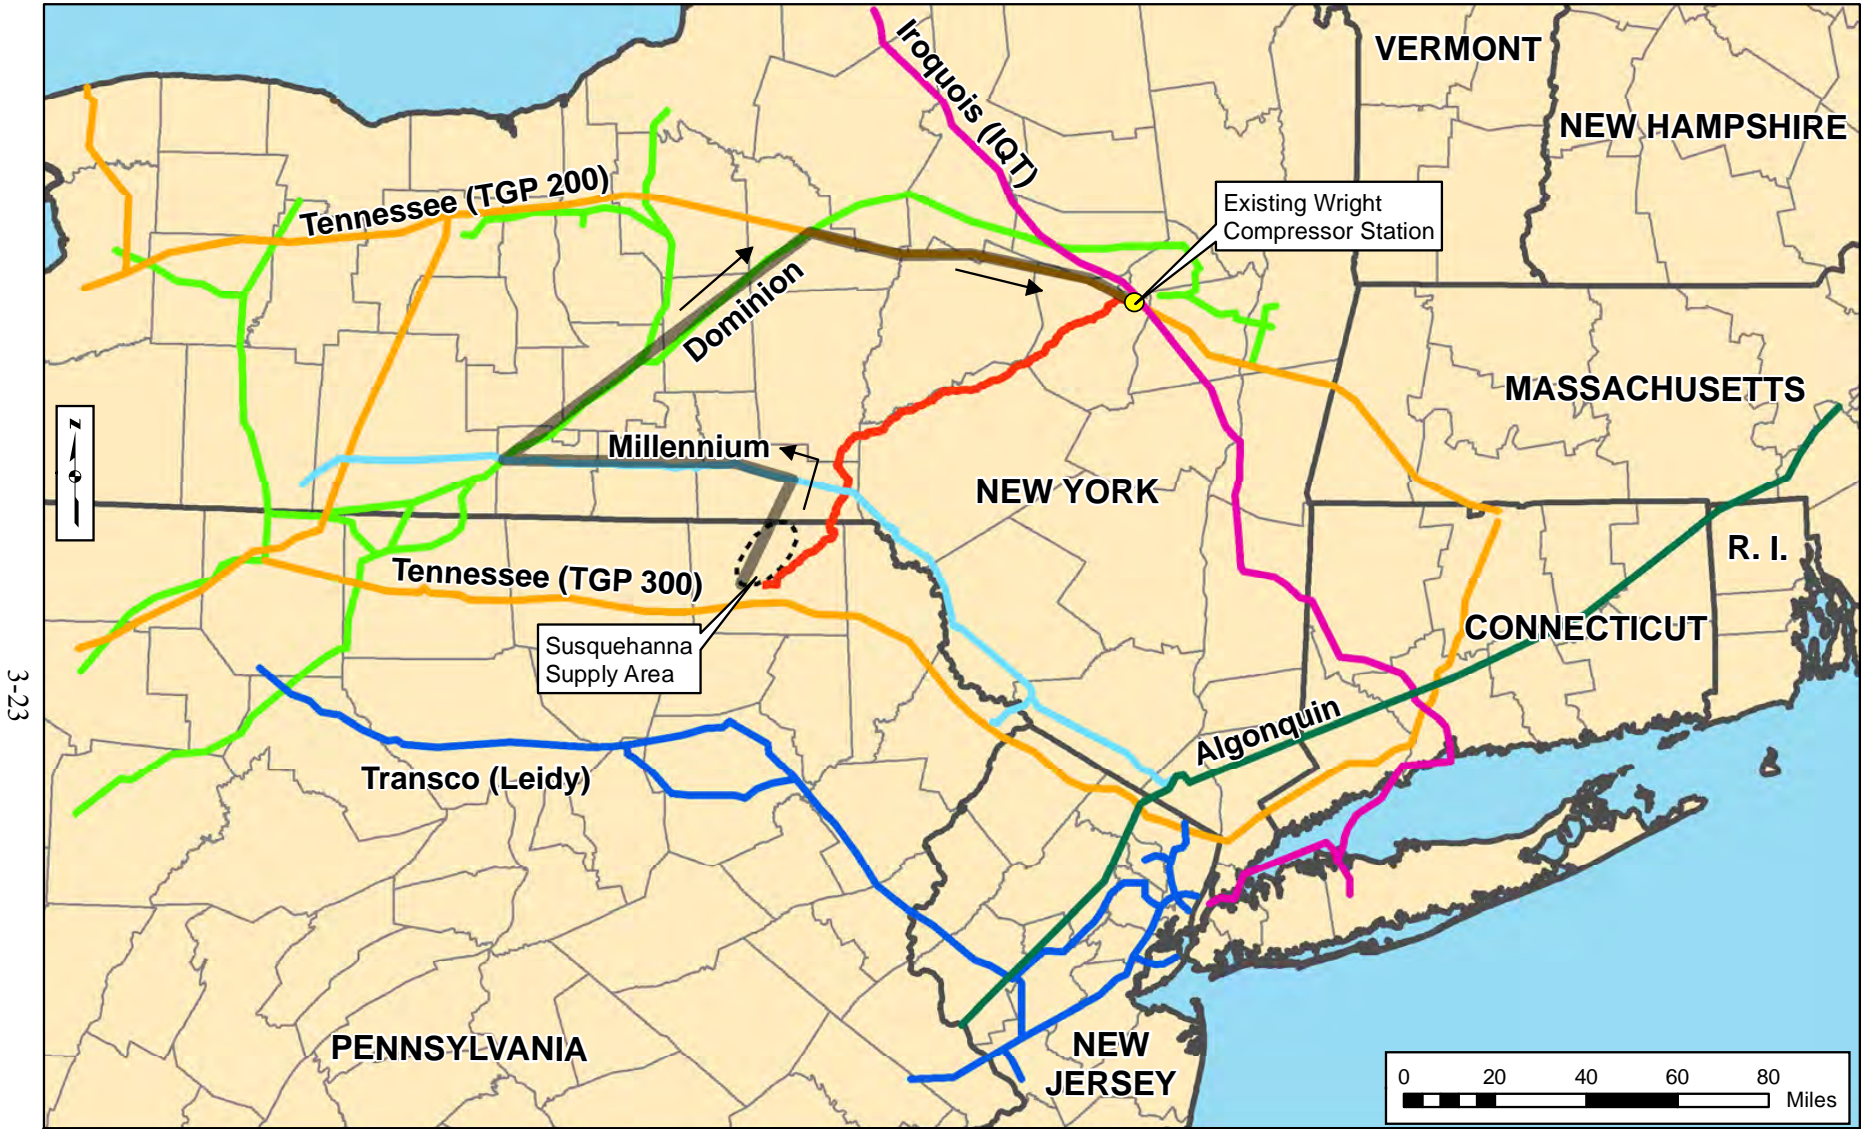 VERMONT
NEW HAMPSHIRE
Iroquois (IQT)
Tennessee (TGP 200)
Existing Wright
Compressor Station
Dominion
MASSACHUSETTS
Millennium
N
NEW YORK
R. I.
Tennessee (TGP 300)
CONNECTICUT
Susquehanna
Supply Area
3-23
Algonquin
Transco (Leidy)
PENNSYLVANIA
NEW
JERSEY
0 20 40 60 80
Miles